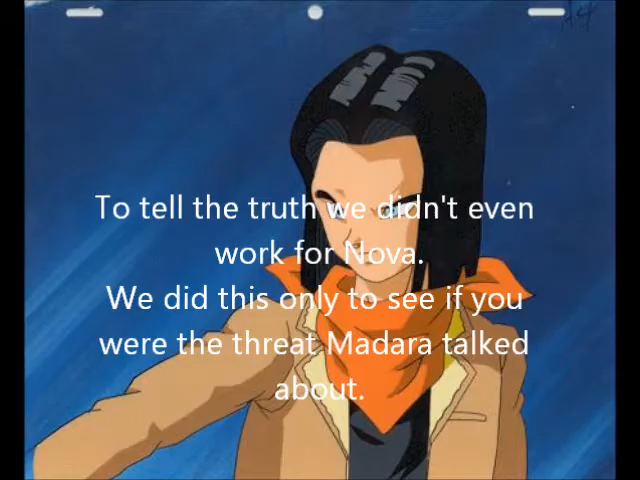 To tell the truth we didn't even
work for Nova.
We did this only to see if you
were the threat Madara talked
about.